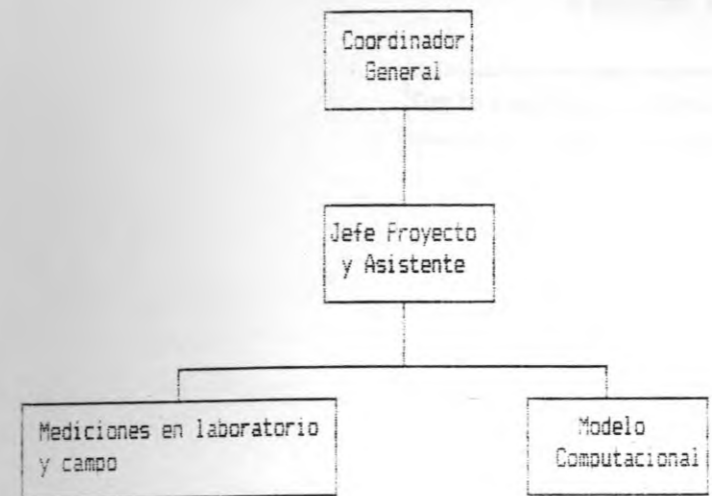 Coordinador
General
Jefe Proyecto
y Asistente
Mediciones en laboratorio
y campo
Modelo
Computacional